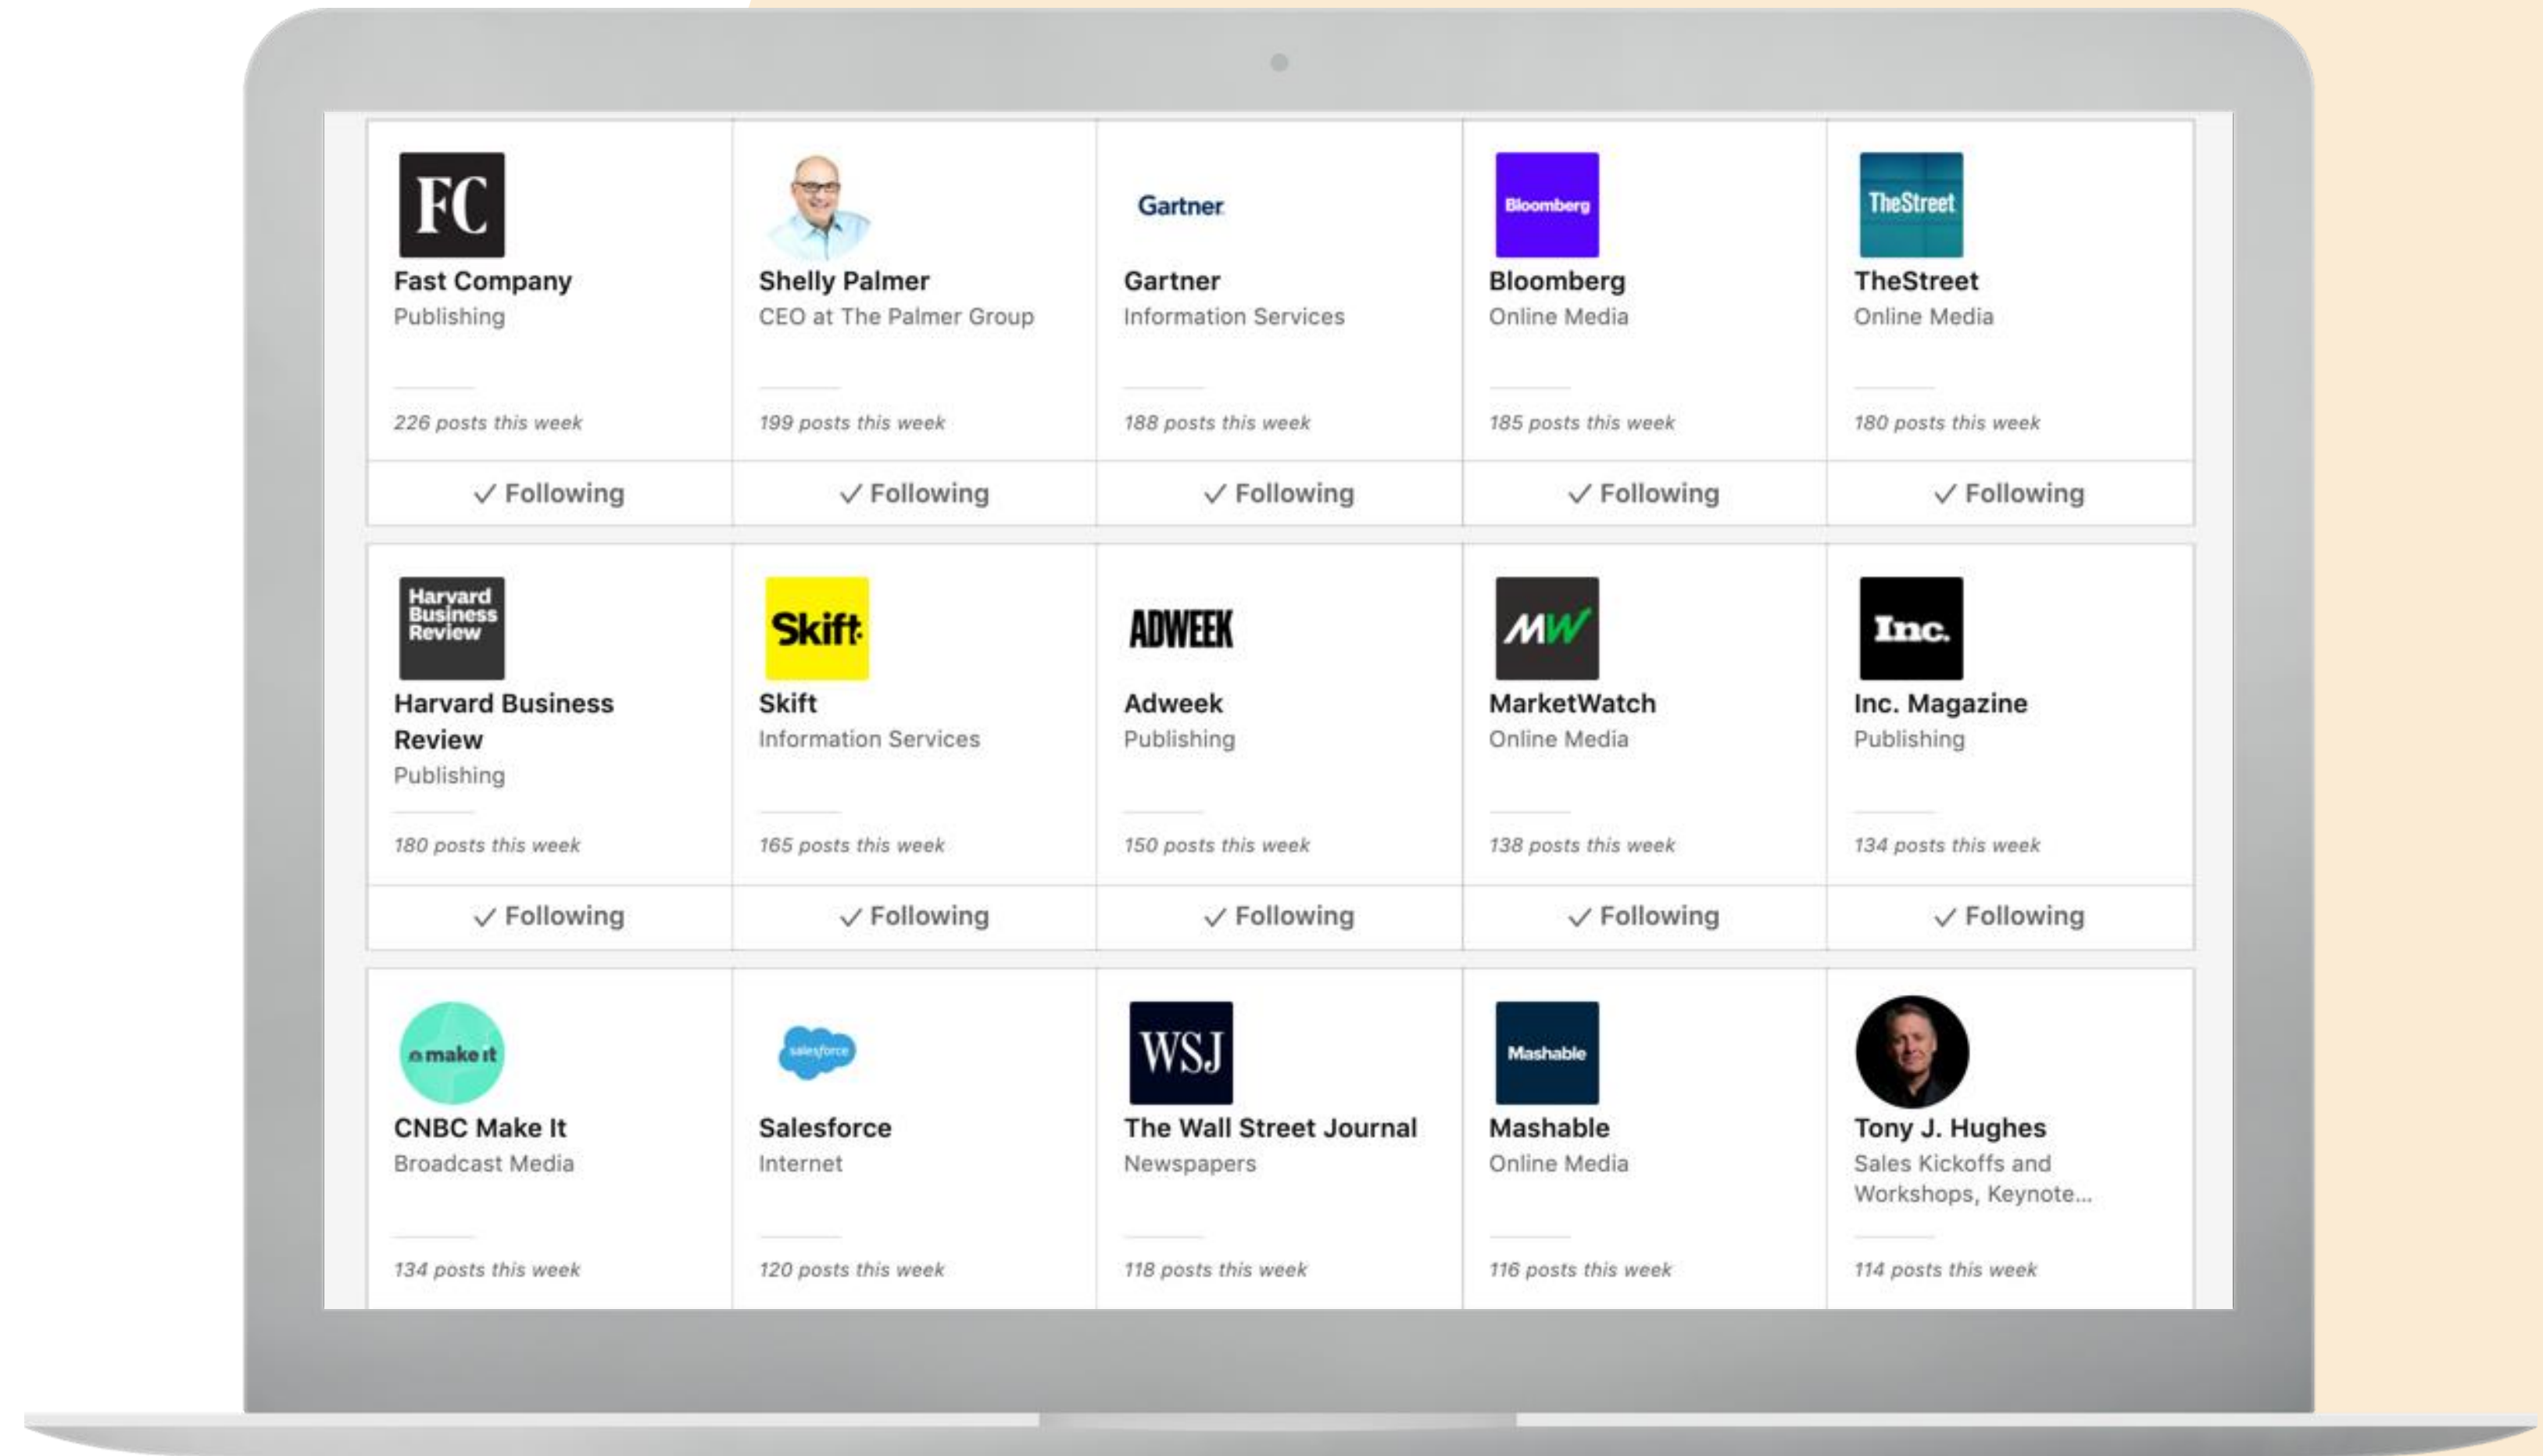 FC
Gartner
Bloomberg
TheStreet
Fast Company
Shelly Palmer
Gartner
Bloomberg
TheStreet
Publishing
CEO at The Palmer Group
Information Services
Online Media
Online Media
226 posts this week
199 posts this week
188 posts this week
185 posts this week
180 posts this week
✓ Following
✓ Following
✓ Following
✓ Following
✓ Following
Harvard
Business
Review
Skift
ADWEEK
MW
Inc.
Harvard Business
Review
Skift
Adweek
MarketWatch
Inc. Magazine
Publishing
Information Services
Publishing
Online Media
Publishing
180 posts this week
165 posts this week
150 posts this week
138 posts this week
134 posts this week
✓ Following
✓ Following
✓ Following
✓ Following
✓ Following
make it
salesforce
WSJ
Mashable
CNBC Make It
Salesforce
The Wall Street Journal
Mashable
Tony J. Hughes
Broadcast Media
Internet
Newspapers
Online Media
Sales Kickoffs and
Workshops, Keynote...
134 posts this week
120 posts this week
118 posts this week
116 posts this week
114 posts this week